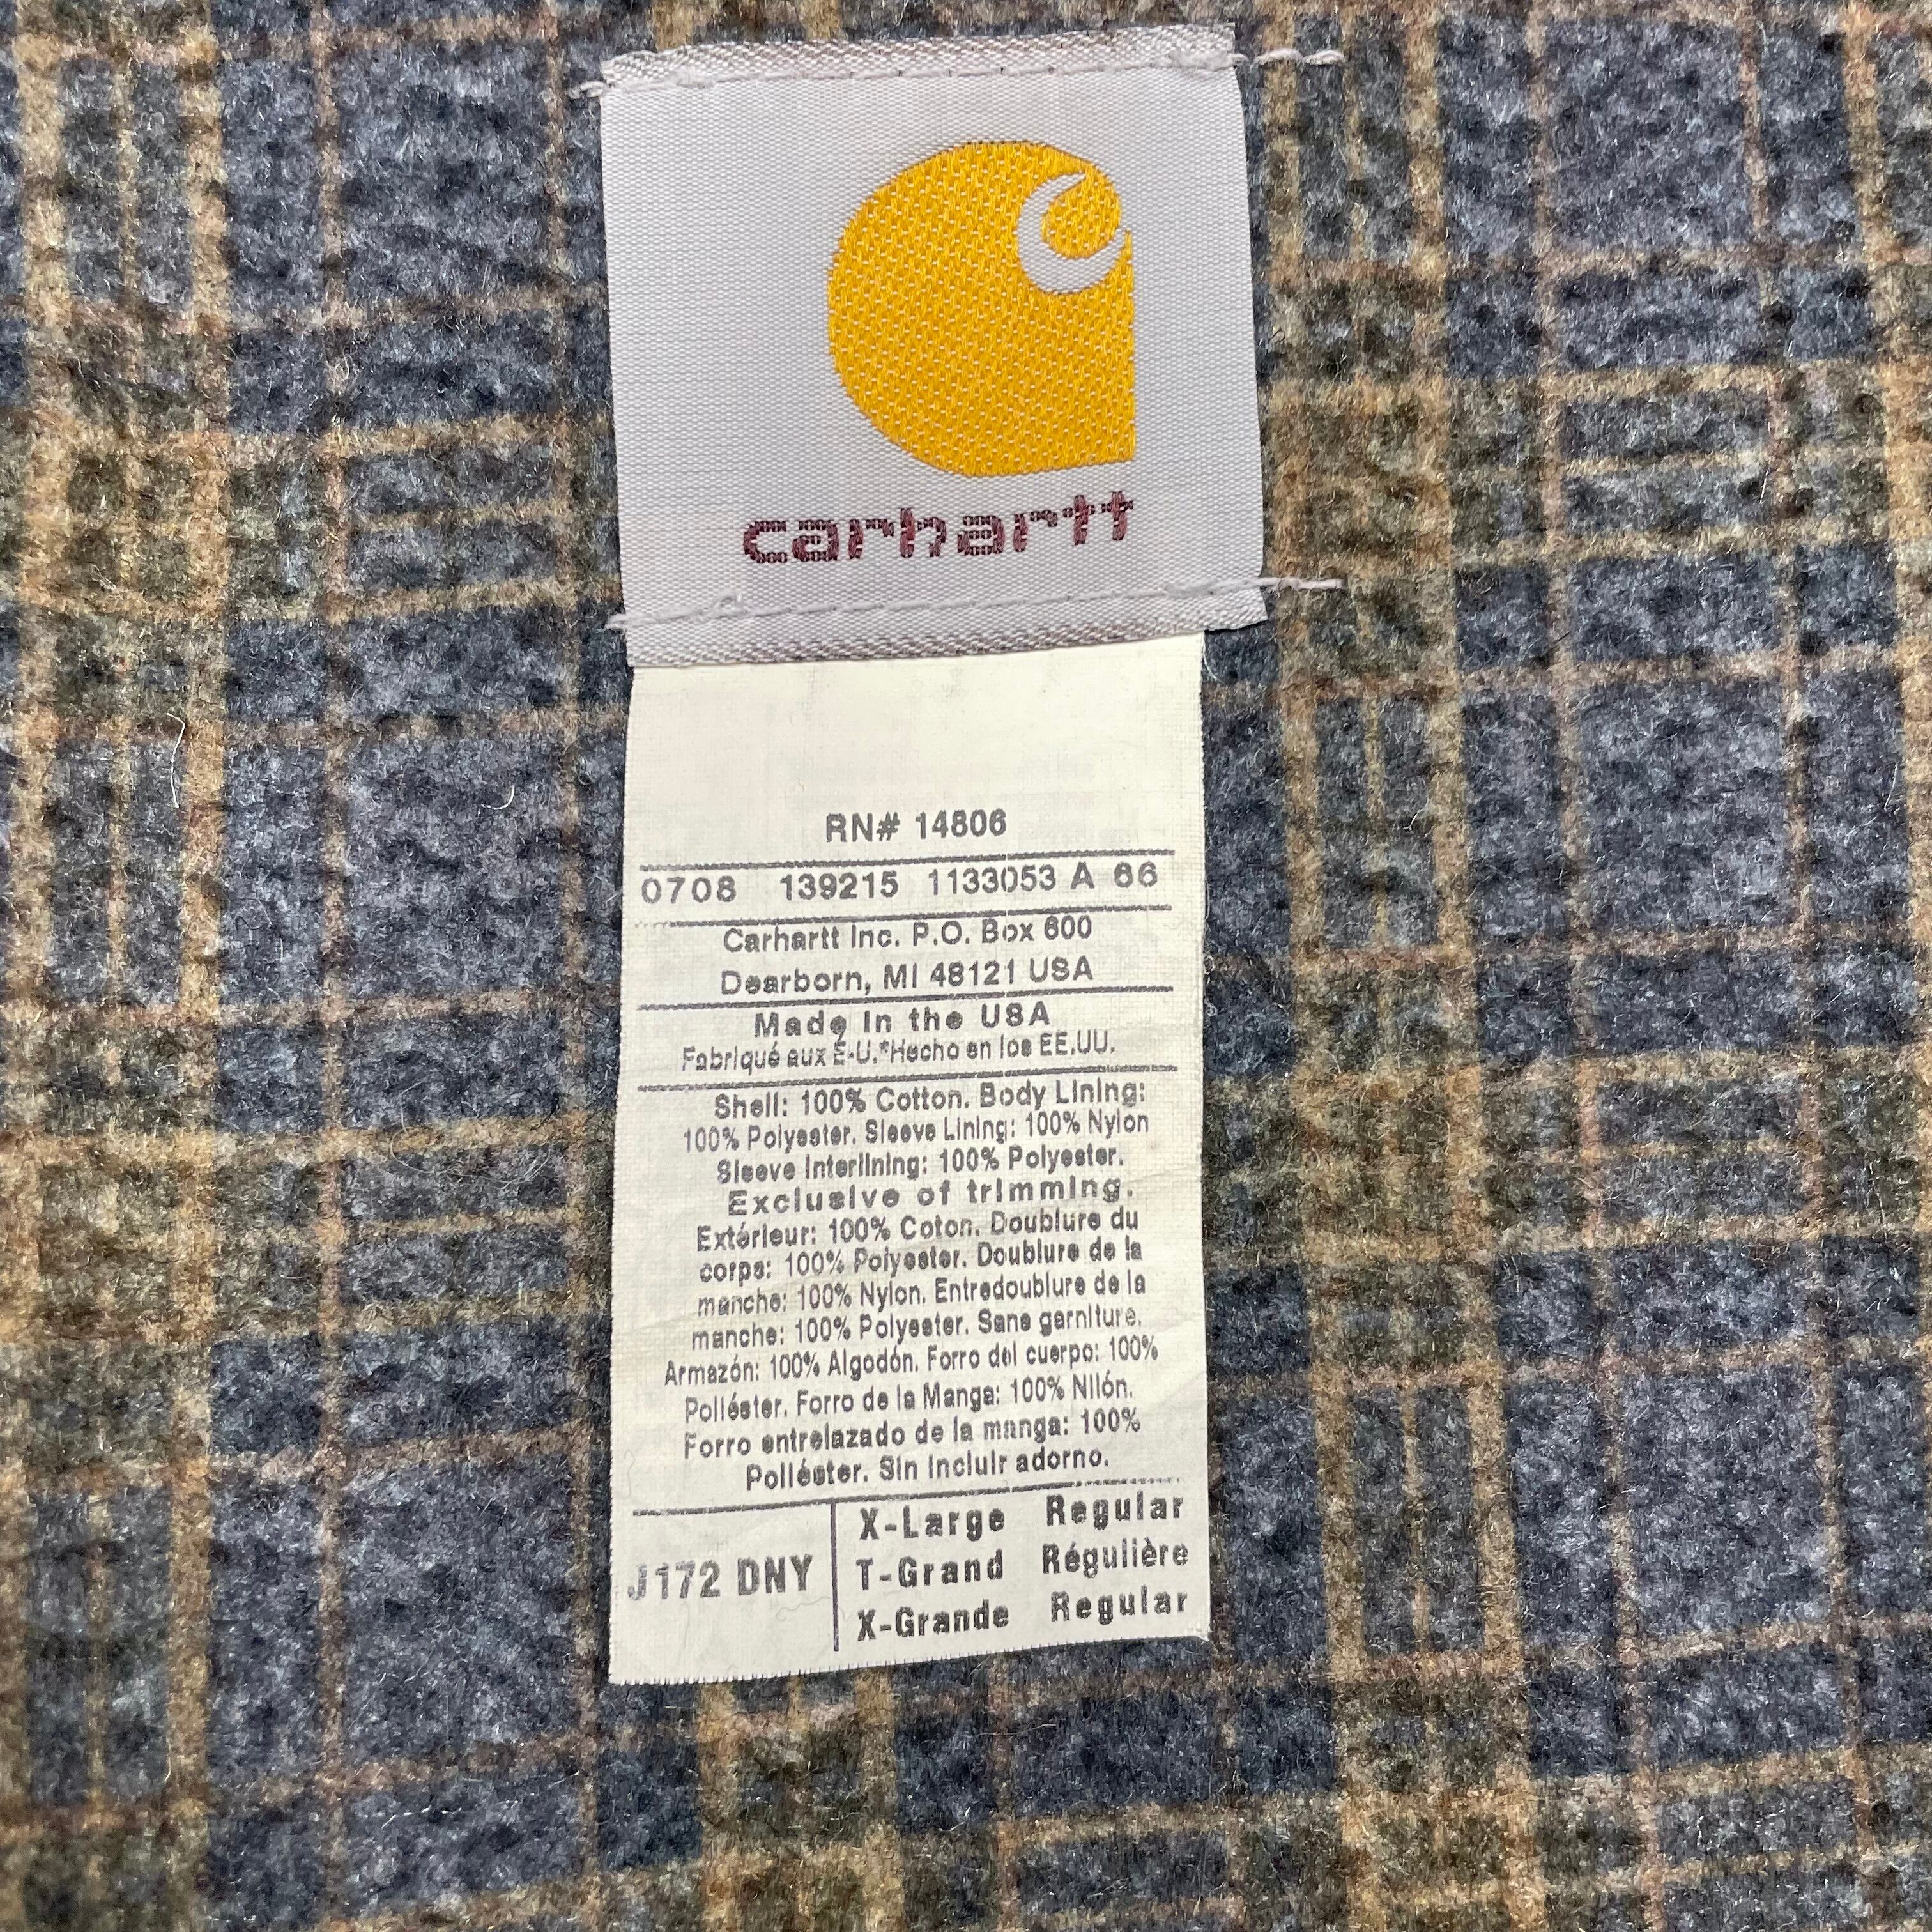 carhartt
RN# 14806
0708 139215 1133053 A 86
Carhartt Inc. P.O. Box 600
Dearborn, MI 48121 USA
Made in the USA
Fabriqué aux É-U.*Hecho en los EE.UU.
Shell: 100% Cotton. Body Lining:
100% Polyester. Sleeve Lining: 100% Nylon
Sleeve Interlining: 100% Polyester.
Exclusive of trimming.
Extérieur: 100% Coton. Doublure du
corps: 100% Polyester. Doublure de la
manche: 100% Nylon. Entredoublure de la
manche: 100% Polyester. Sans garniture.
Armazón: 100% Algodón. Forro del cuerpo: 100%
Poliéster. Forro de la Manga: 100% Nilón.
Forro entrelazado de la manga: 100%
Poliéster. Sin incluir adorno.
J172 DNY
X-Large Regular
T-Grand Régulière
X-Grande Regular